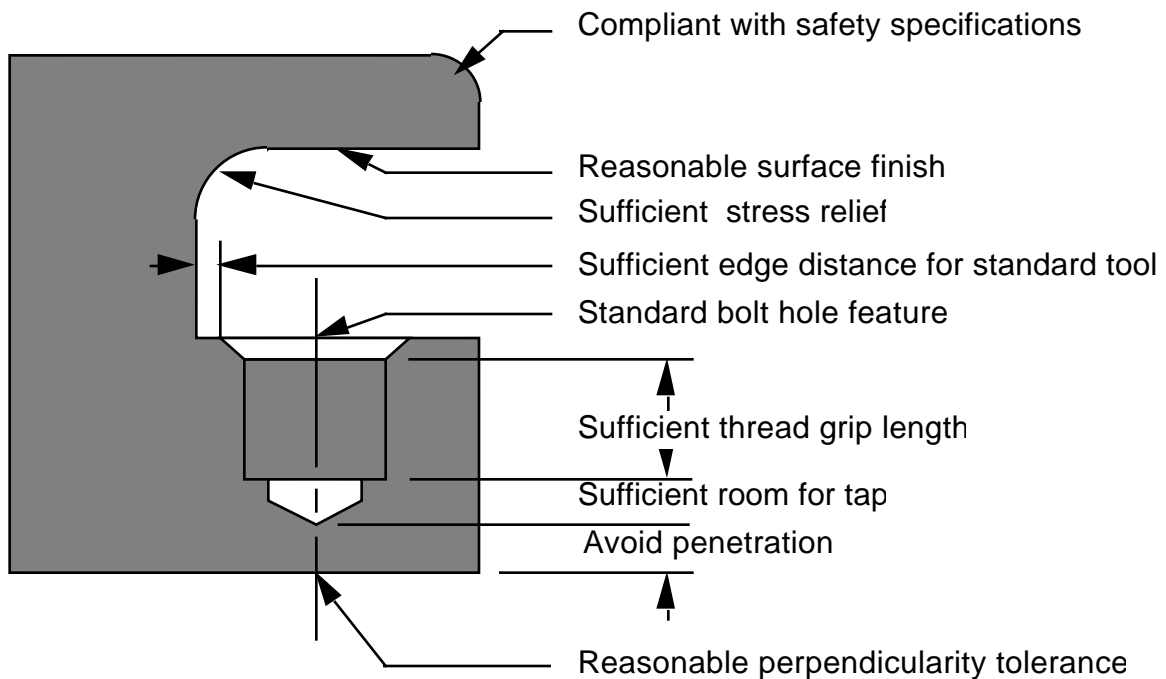 Compliant with safety specifications
Reasonable surface finish
Sufficient stress relief
Sufficient edge distance for standard tool
Standard bolt hole feature
Sufficient thread grip length
Sufficient room for tap
Avoid penetration
Reasonable perpendicularity tolerance